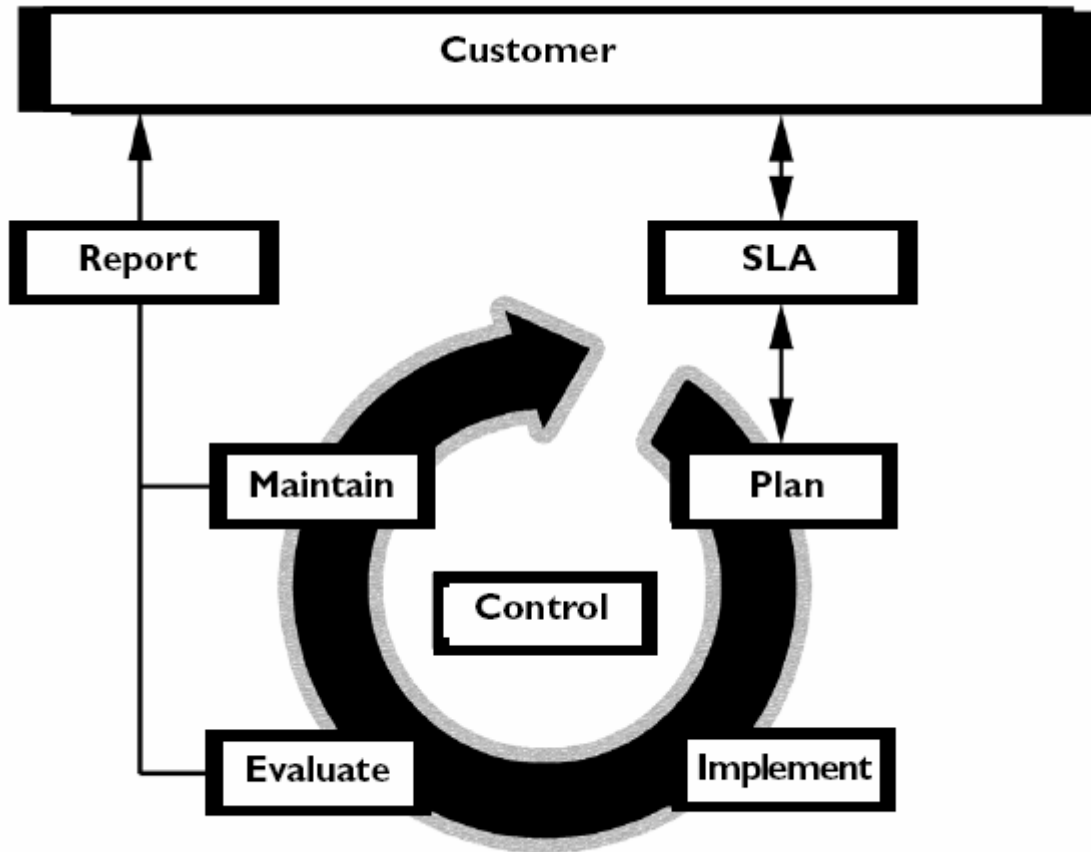 Customer
Report
SLA
Maintain
Plan
Control
Evaluate
Implement